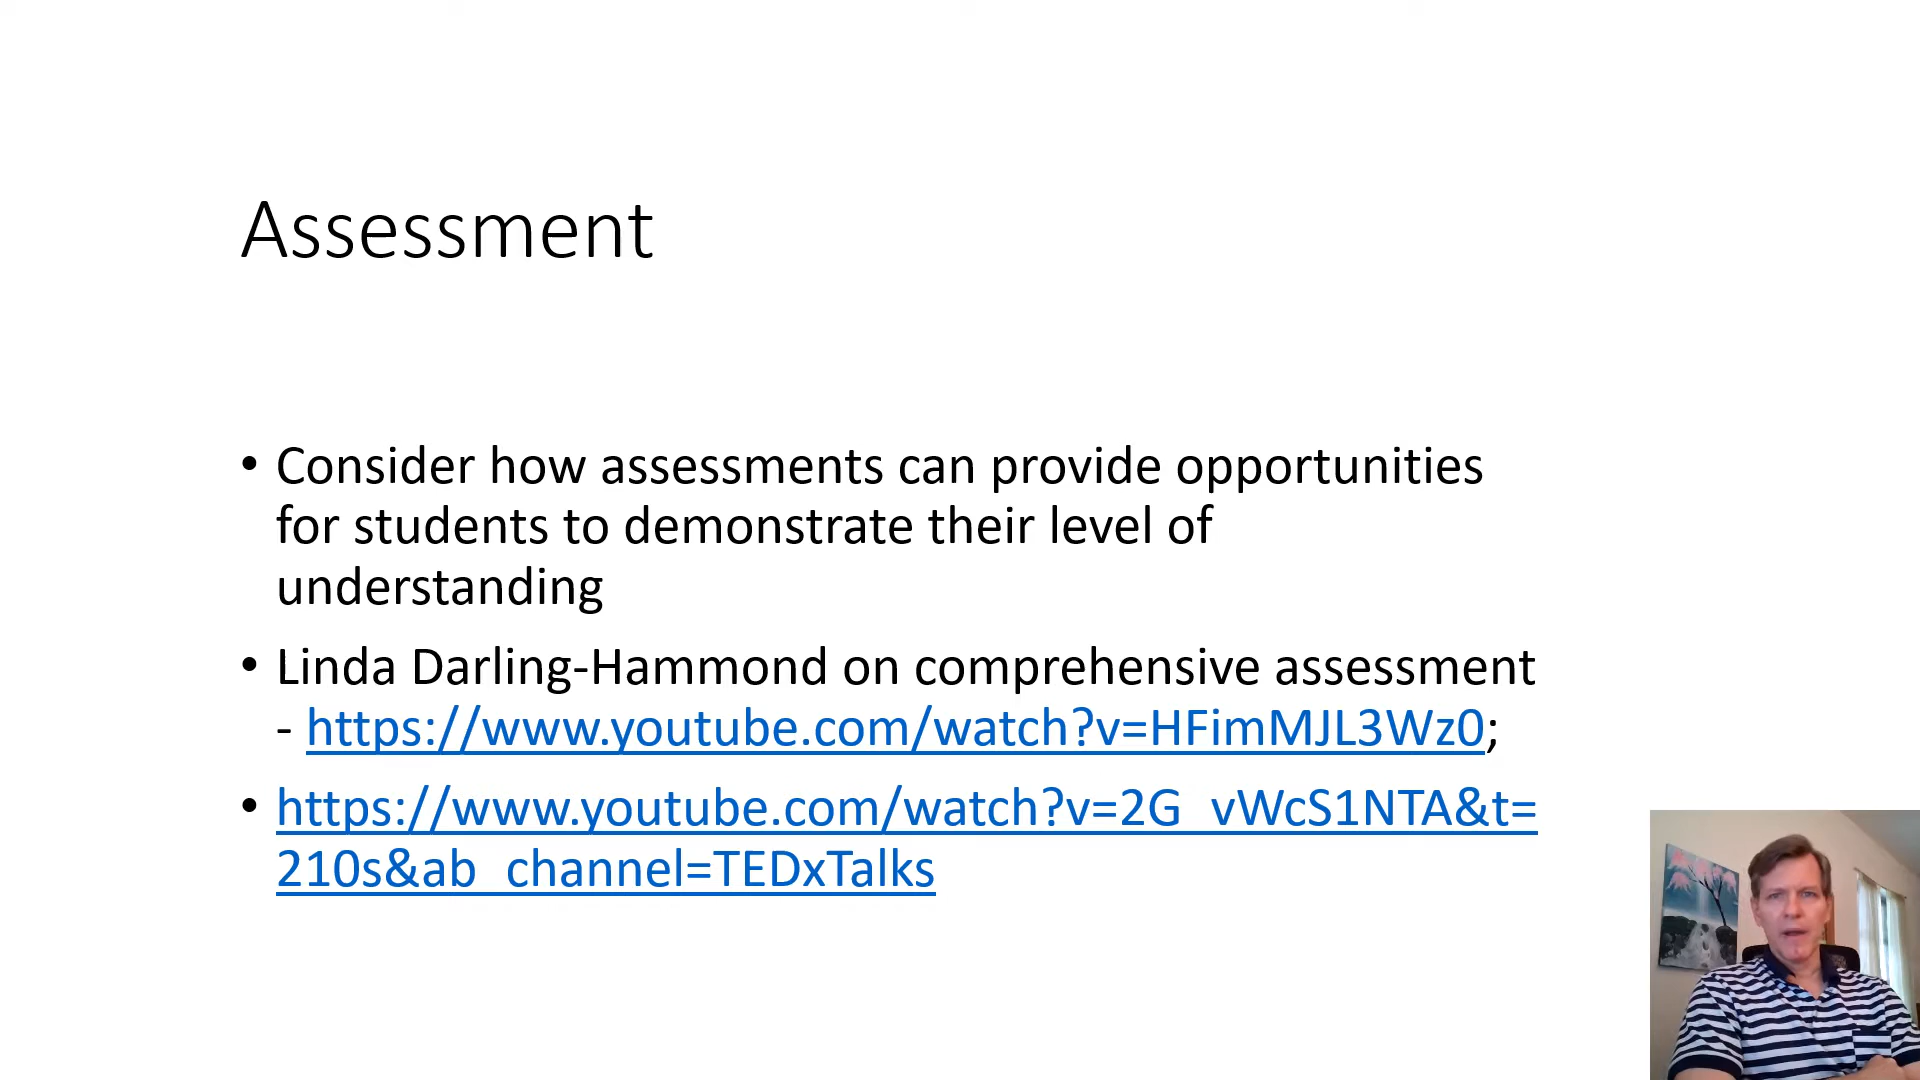 Assessment
• Consider how assessments can provide opportunities
for students to demonstrate their level of
understanding
• Linda Darling-Hammond on comprehensive assessment
- https://www.youtube.com/watch?v=HFimMJL3Wz0;
• https://www.youtube.com/watch?v=2G_vWcS1NTA&t=
210s&ab_channel=TEDxTalks